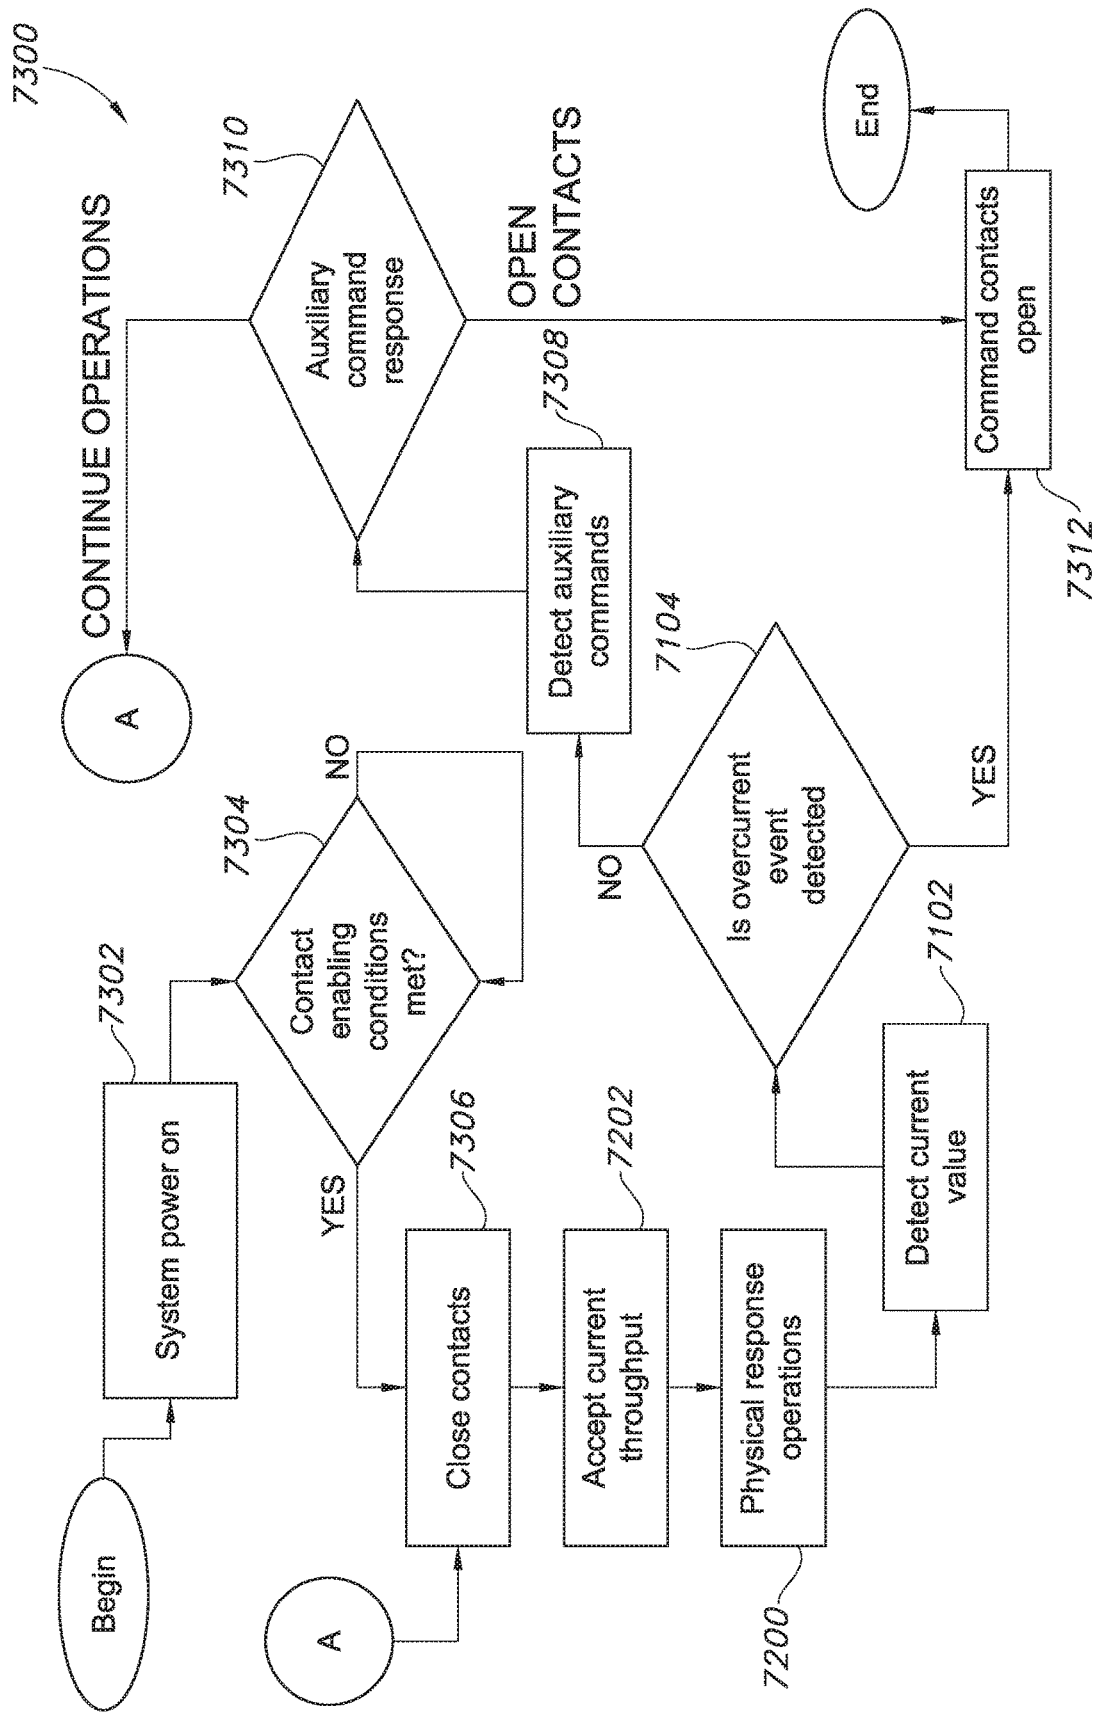 7300
Begin
System power on
7302
Contact
enabling
conditions
met?
7304
NO
YES
A
CONTINUE OPERATIONS
Auxiliary
command
response
7310
OPEN
CONTACTS
A
Close contacts
7306
Accept current
throughput
7202
Physical response
operations
7200
Detect current
value
7102
Is overcurrent
event
detected
7104
NO
YES
Detect auxiliary
commands
7308
Command contacts
open
7312
End